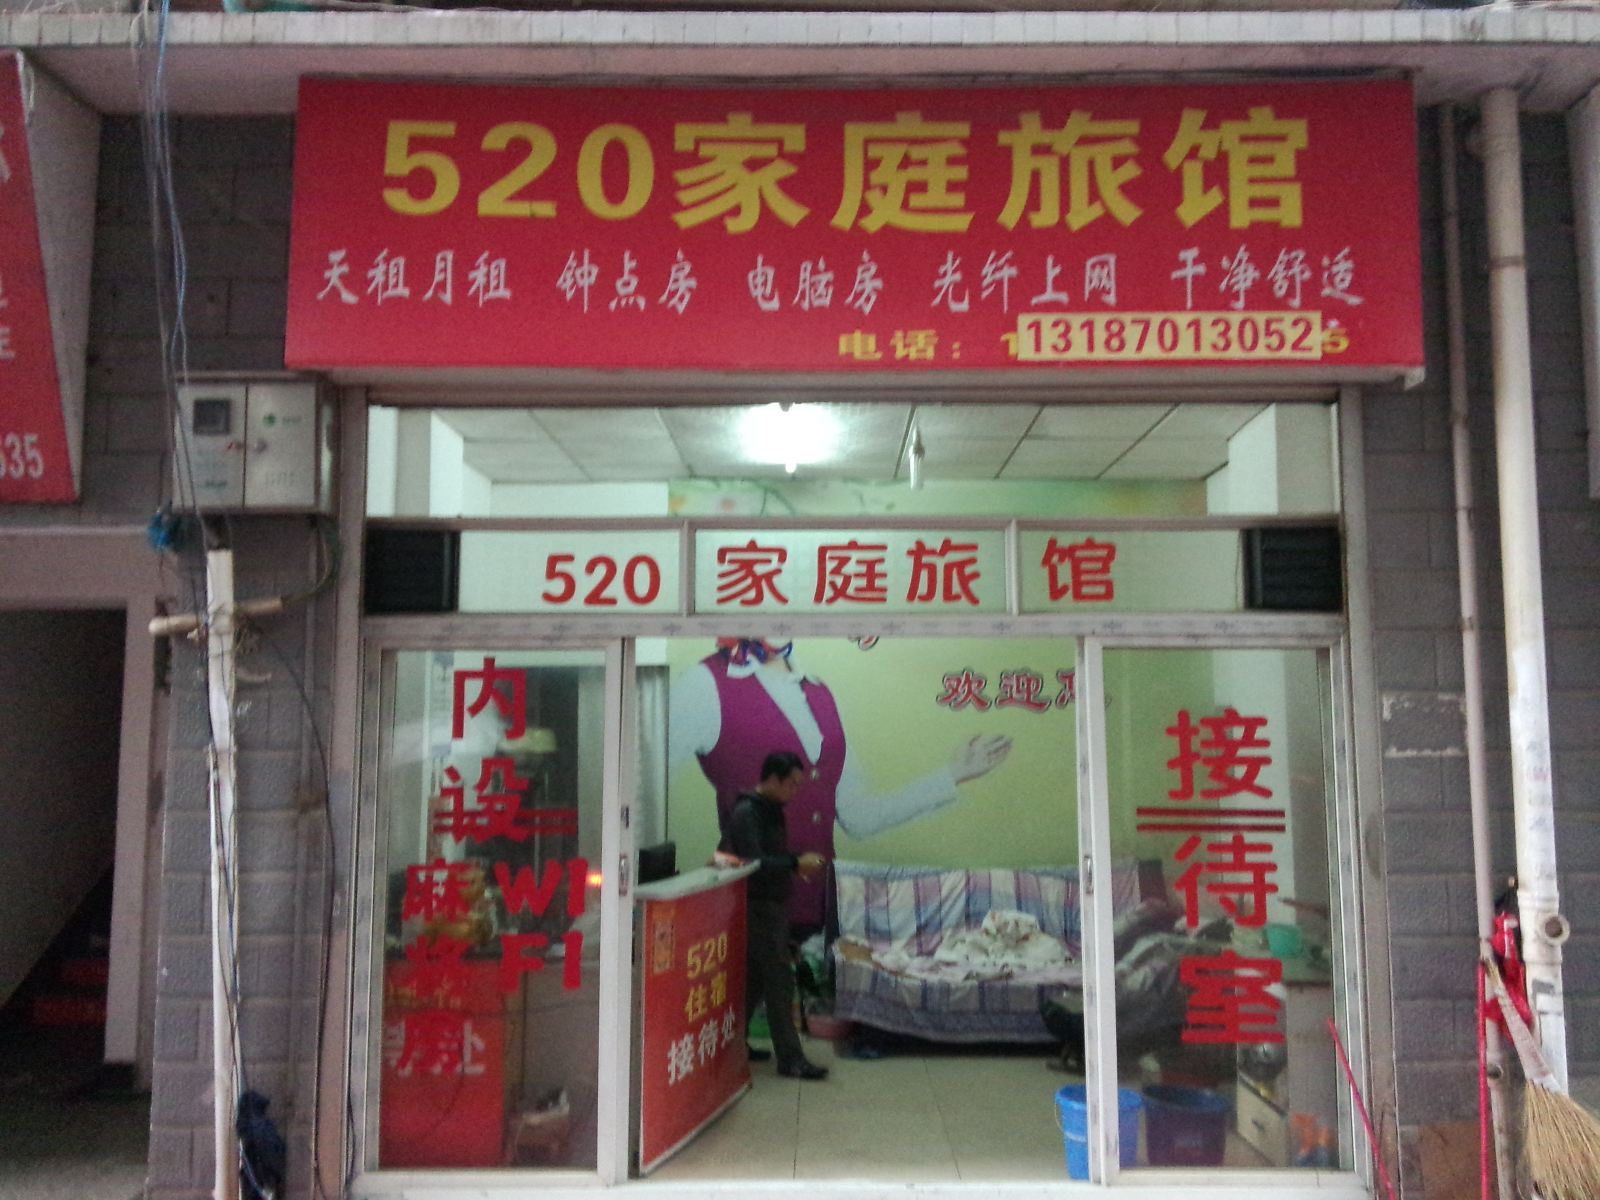 520家庭旅馆
天租月租 钟点房 电脑房 光纤上网 干净舒适
电话：13187013052
635
520 家庭旅馆
欢迎
内设
麻将房
WIFI
接待室
520
住宿
接待处